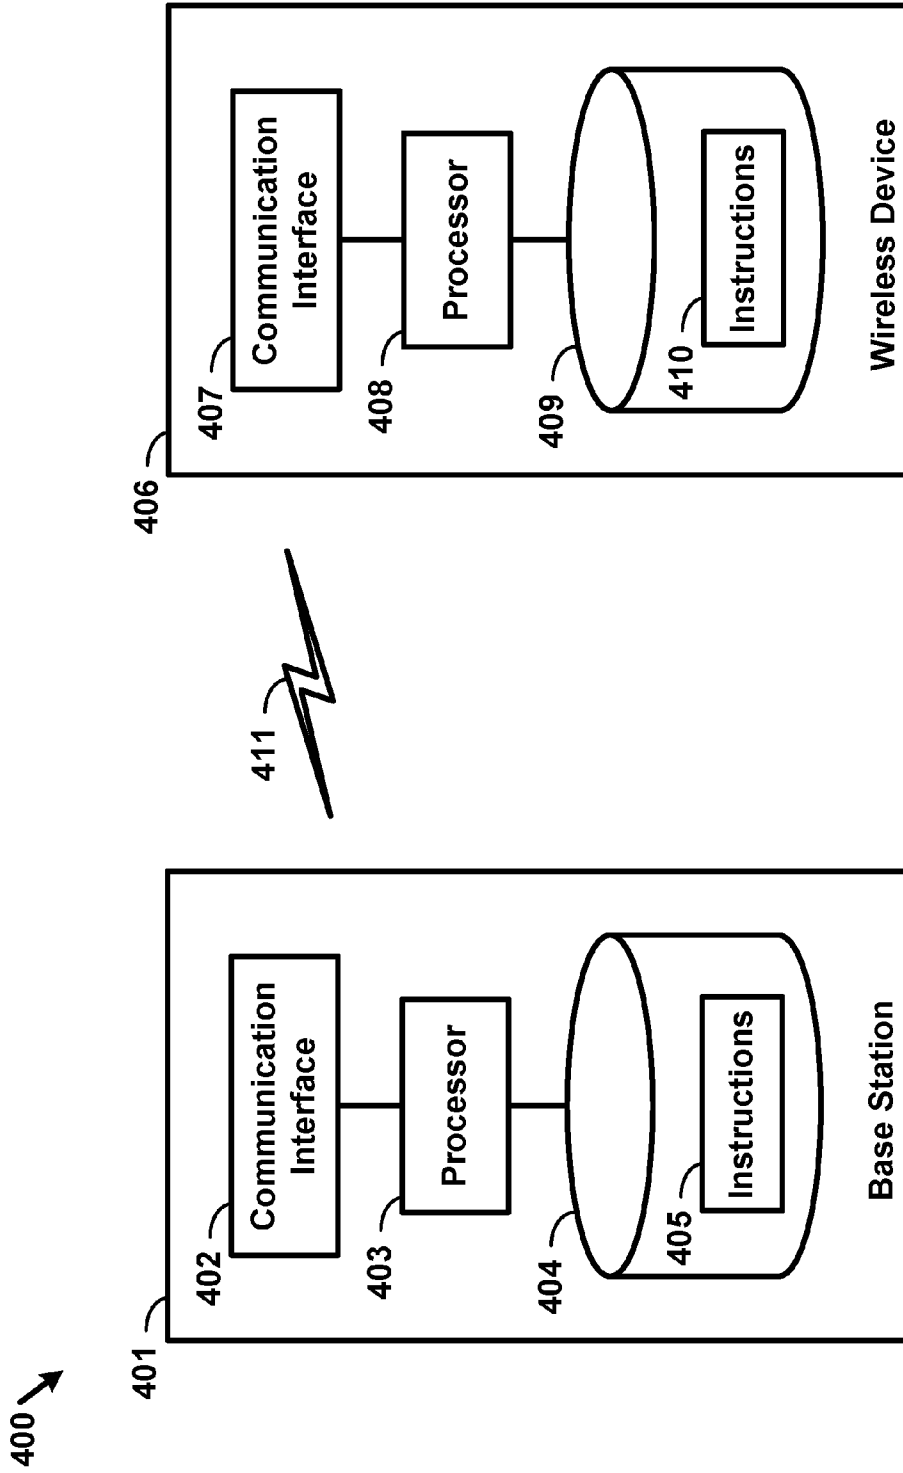 400
401
402
Communication
Interface
403
Processor
404
405
Instructions
Base Station
411
406
407
Communication
Interface
408
Processor
409
410
Instructions
Wireless Device